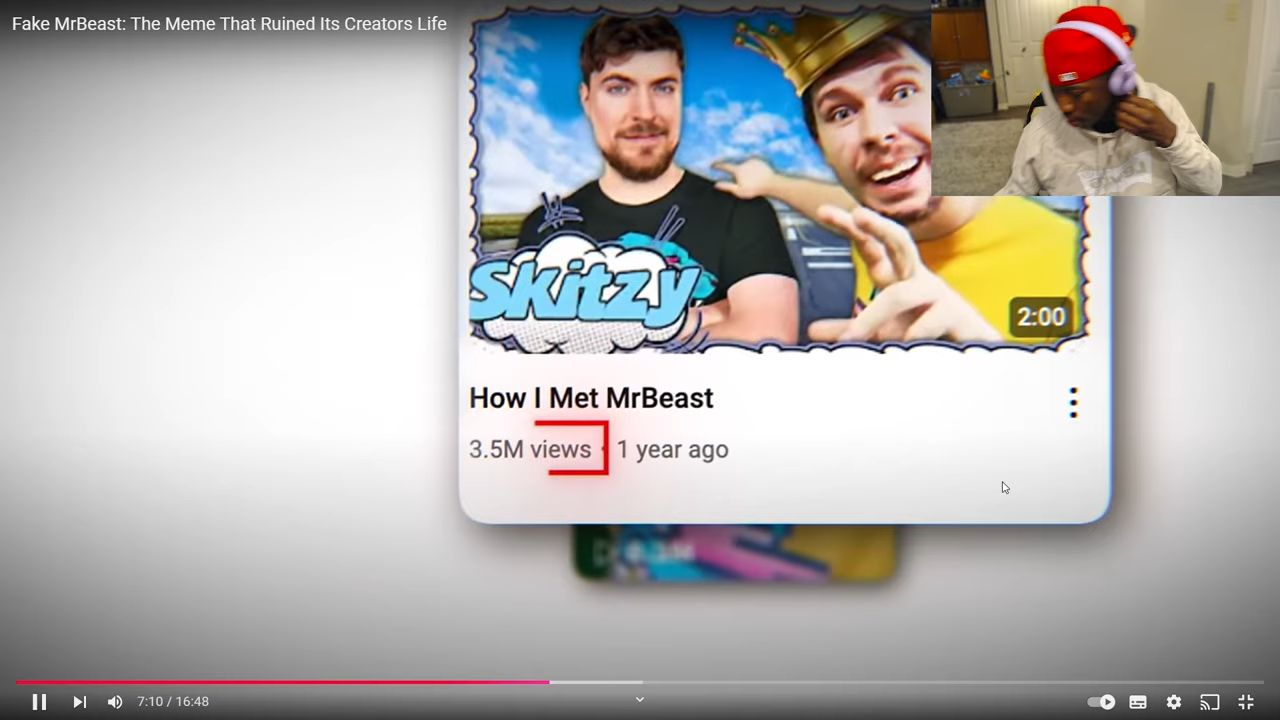 Fake MrBeast: The Meme That Ruined Its Creators Life
Skitzy
2:00
How I Met MrBeast
3.5M views · 1 year ago
7:10 / 16:48